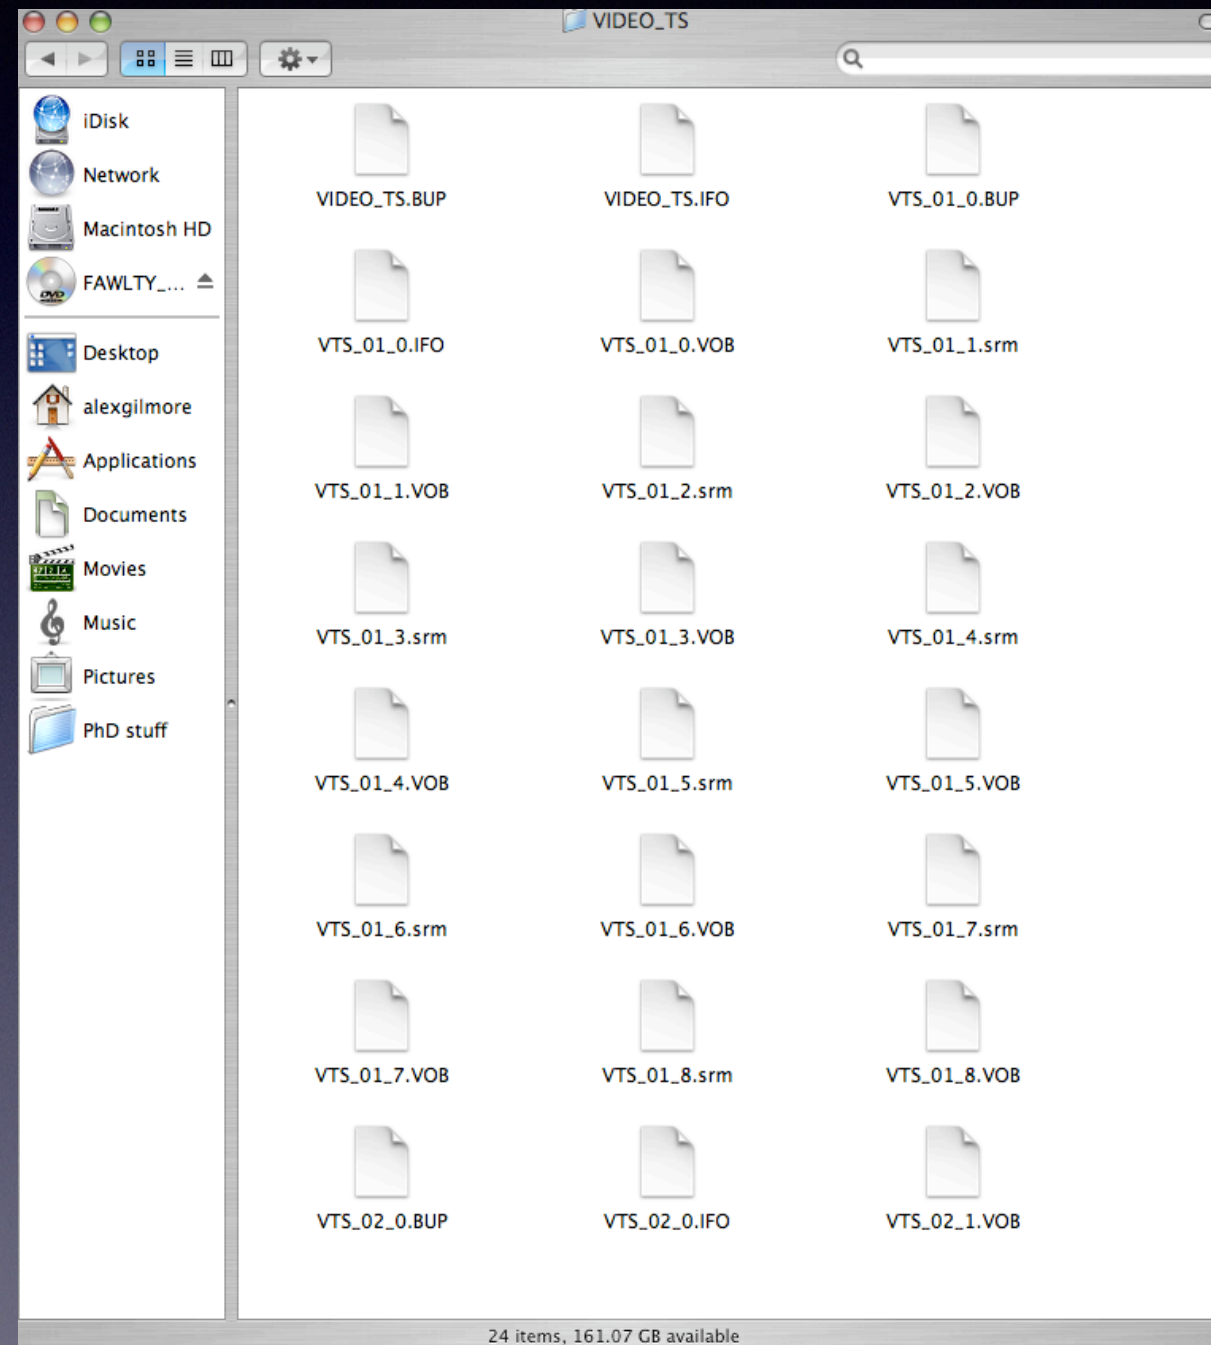 VIDEO_TS
iDisk
Network
Macintosh HD
FAWLTY_...
Desktop
alexgilmore
Applications
Documents
Movies
Music
Pictures
PhD stuff
VIDEO_TS.BUP VIDEO_TS.IFO VTS_01_0.BUP
VTS_01_0.IFO VTS_01_0.VOB VTS_01_1.srm
VTS_01_1.VOB VTS_01_2.srm VTS_01_2.VOB
VTS_01_3.srm VTS_01_3.VOB VTS_01_4.srm
VTS_01_4.VOB VTS_01_5.srm VTS_01_5.VOB
VTS_01_6.srm VTS_01_6.VOB VTS_01_7.srm
VTS_01_7.VOB VTS_01_8.srm VTS_01_8.VOB
VTS_02_0.BUP VTS_02_0.IFO VTS_02_1.VOB
24 items, 161.07 GB available